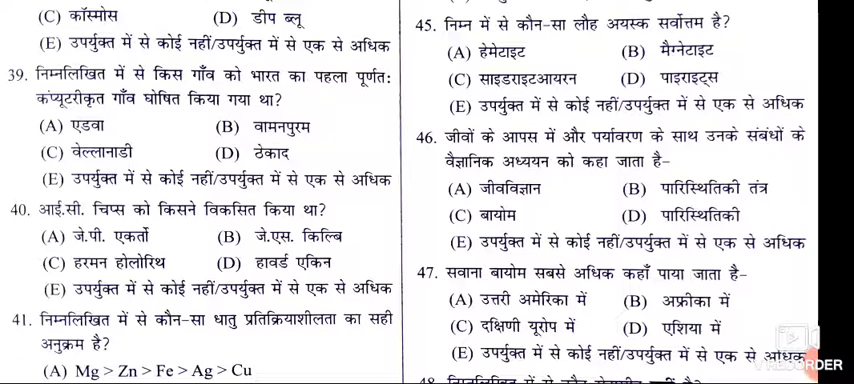 (C) कॉस्मोस (D) डीप ब्लू
(E) उपर्युक्त में से कोई नहीं/उपर्युक्त में से एक से अधिक
39. निम्नलिखित में से किस गाँव को भारत का पहला पूर्णत:
कंप्यूटरीकृत गाँव घोषित किया गया था?
(A) एडवा (B) वामनपुरम
(C) वेल्लानाडी (D) ठेकाद
(E) उपर्युक्त में से कोई नहीं/उपर्युक्त में से एक से अधिक
40. आई.सी. चिप्स को किसने विकसित किया था?
(A) जे.पी. एकर्तो (B) जे.एस. किल्बि
(C) हरमन होलोरिथ (D) हावर्ड एकिन
(E) उपर्युक्त में से कोई नहीं/उपर्युक्त में से एक से अधिक
41. निम्नलिखित में से कौन-सा धातु प्रतिक्रियाशीलता का सही
अनुक्रम है?
(A) Mg > Zn > Fe > Ag > Cu
45. निम्न में से कौन-सा लौह अयस्क सर्वोत्तम है?
(A) हेमेटाइट (B) मैग्नेटाइट
(C) साइडराइटआयरन (D) पाइराइट्स
(E) उपर्युक्त में से कोई नहीं/उपर्युक्त में से एक से अधिक
46. जीवों के आपस में और पर्यावरण के साथ उनके संबंधों के
वैज्ञानिक अध्ययन को कहा जाता है-
(A) जीवविज्ञान (B) पारिस्थितिकी तंत्र
(C) बायोम (D) पारिस्थितिकी
(E) उपर्युक्त में से कोई नहीं/उपर्युक्त में से एक से अधिक
47. सवाना बायोम सबसे अधिक कहाँ पाया जाता है-
(A) उत्तरी अमेरिका में (B) अफ्रीका में
(C) दक्षिणी यूरोप में (D) एशिया में
(E) उपर्युक्त में से कोई नहीं/उपर्युक्त में से एक से अधिक